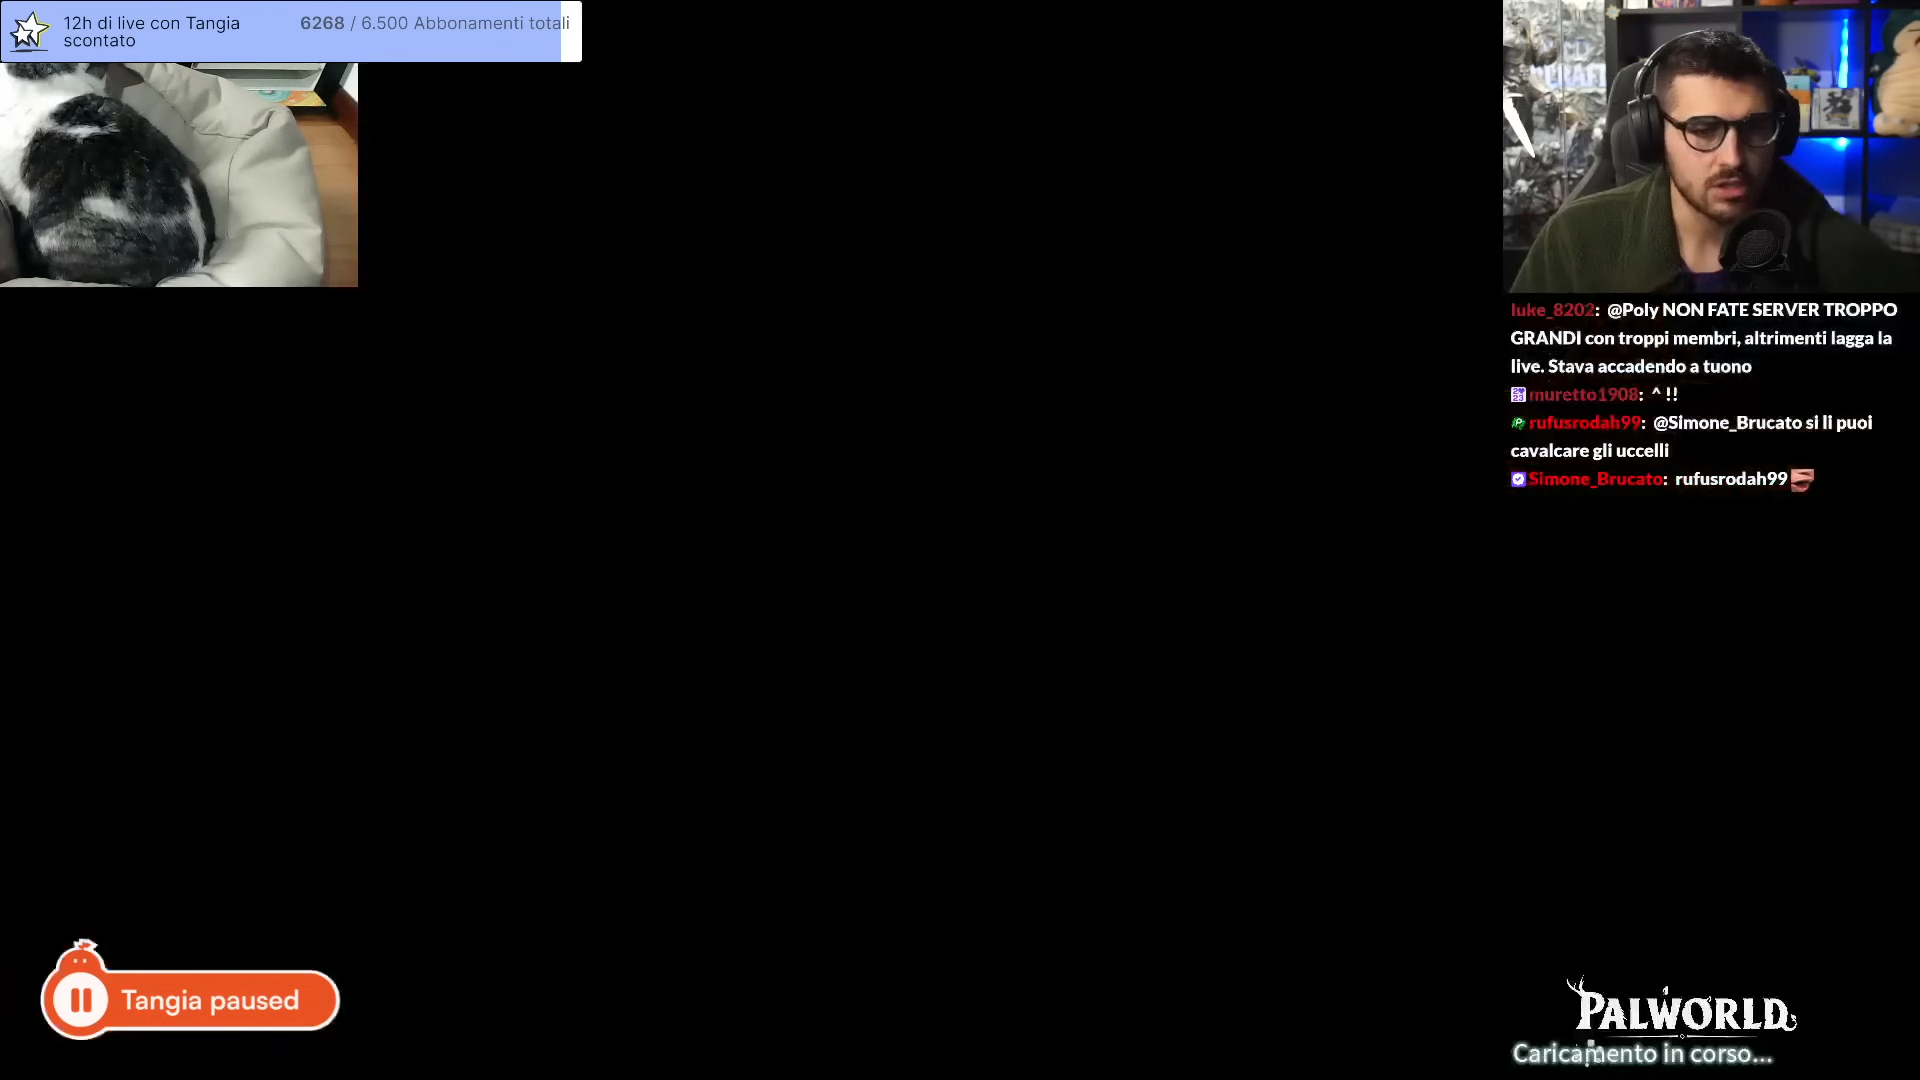 12h di live con Tangia
scontato
6268 / 6.500 Abbonamenti totali
luke_8202: @Poly NON FATE SERVER TROPPO
GRANDI con troppi membri, altrimenti lagga la
live. Stava accadendo a tuono
muretto1908: ^ !!
rufusrodah99: @Simone_Brucato si li puoi
cavalcare gli uccelli
Simone_Brucato: rufusrodah99
Tangia paused
PALWORLD
Caricamento in corso...